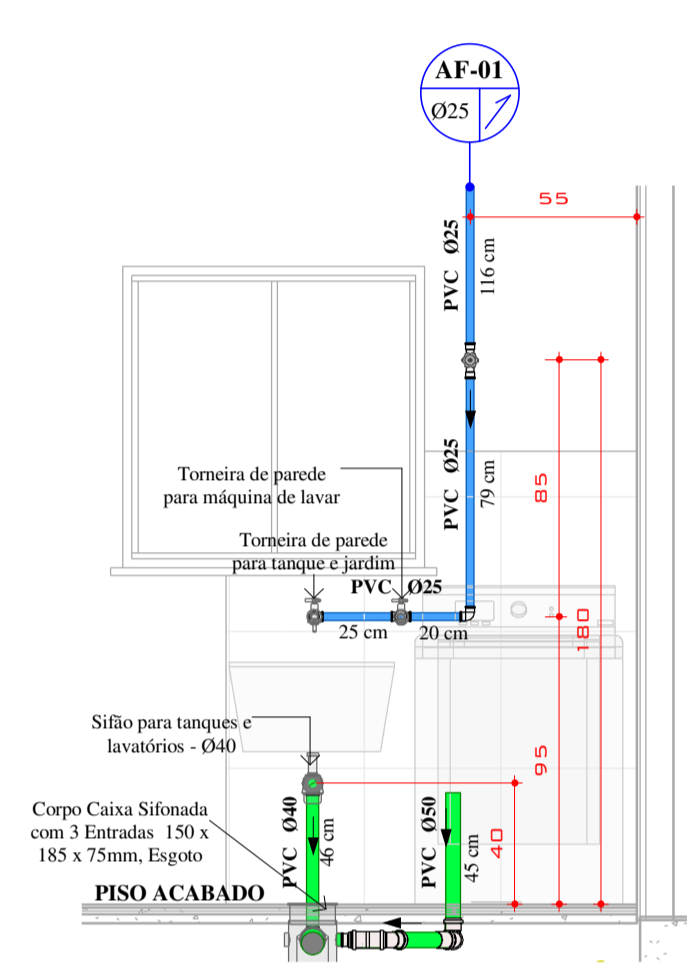 AF-01
Ø25
55
PVC Ø25
116 cm
PVC Ø25
79 cm
85
180
Torneira de parede
para máquina de lavar
Torneira de parede
para tanque e jardim
PVC Ø25
25 cm
20 cm
Sifão para tanques e
lavatórios - Ø40
95
Corpo Caixa Sifonada
com 3 Entradas 150 x
185 x 75mm, Esgoto
PVC Ø40
46 cm
PVC Ø50
45 cm
40
PISO ACABADO